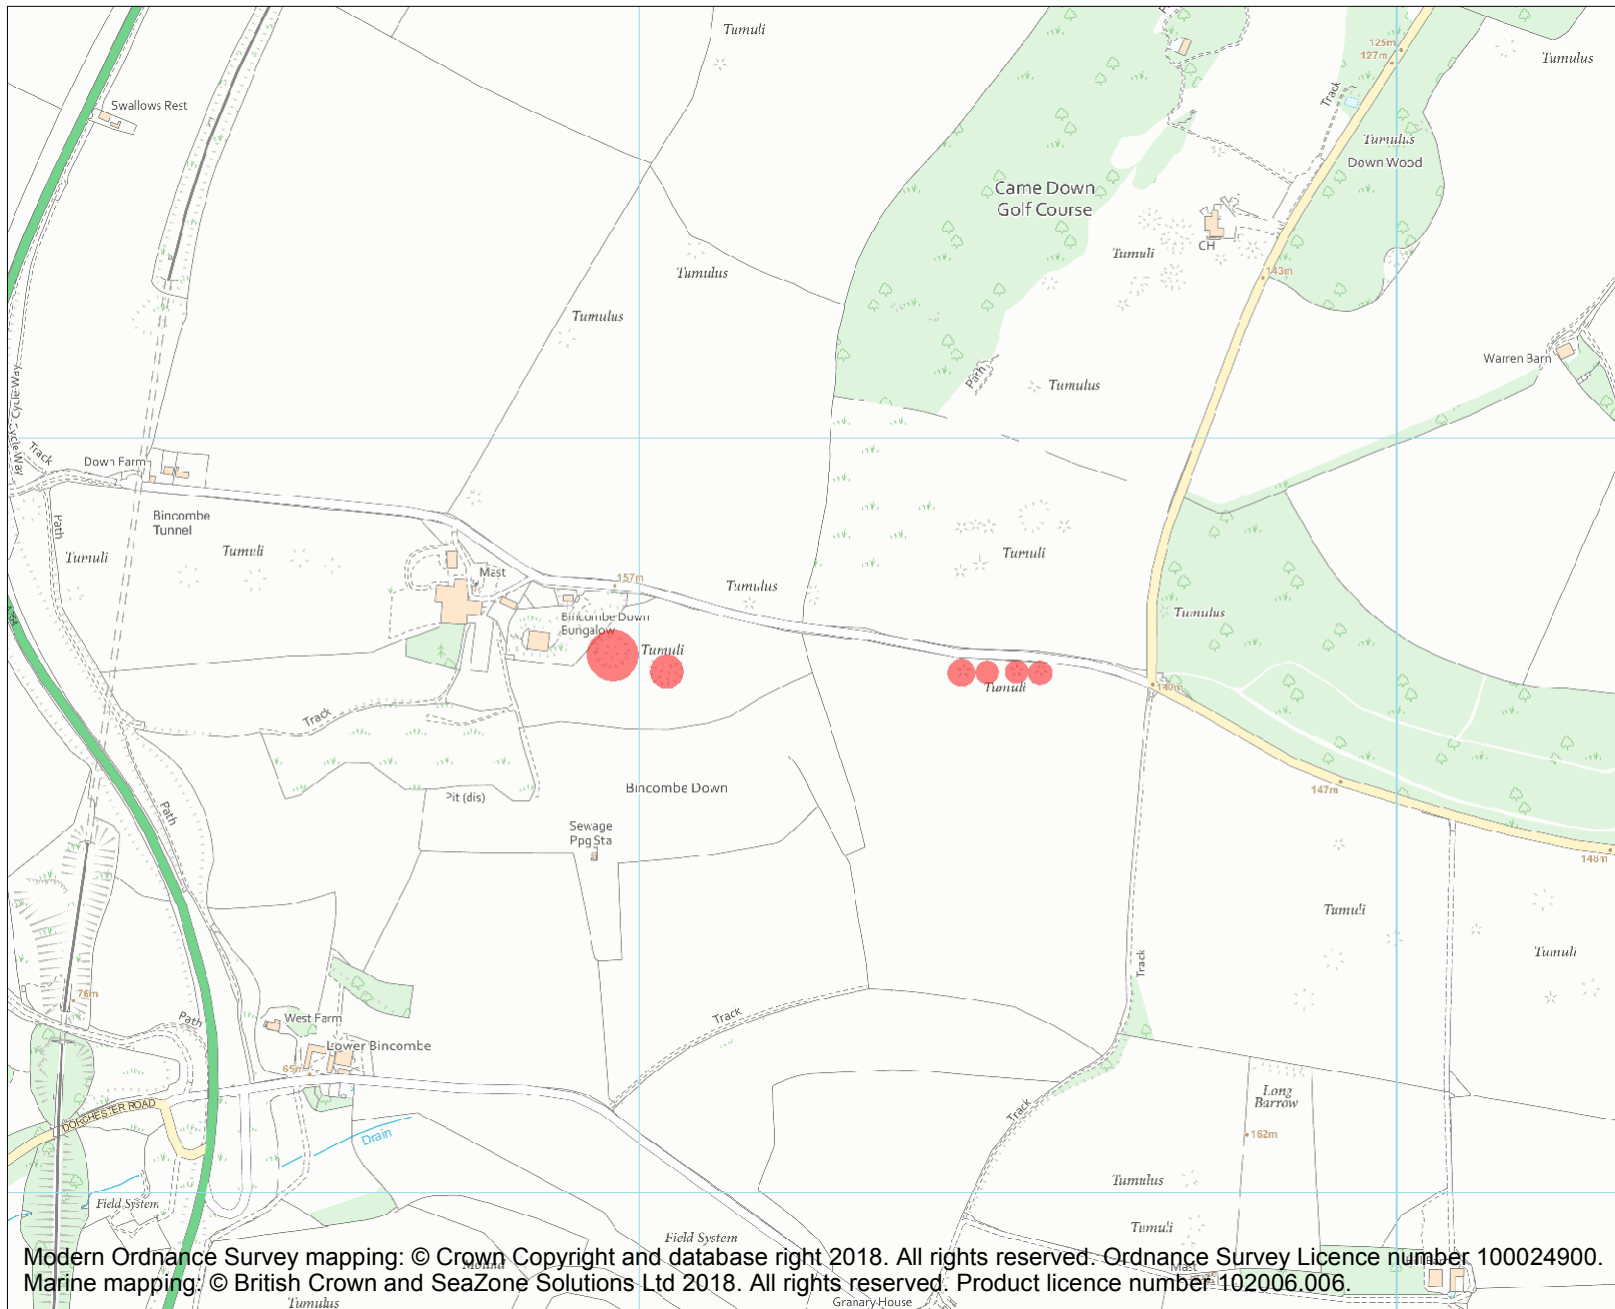 Tumuli
Tumulus
125m
127m
Swallows Rest
Track
Tumulus
Down Wood
Came Down
Golf Course
CH
Tumuli
143m
Tumulus
Tumulus
Warren Barn
Path
Tumulus
Cycle Way
Cycle Way
Track
Down Farm
Path
Bincombe
Tunnel
Tumuli
Tumuli
Mast
157m
Tumulus
Tumuli
Tumulus
Bincombe Down
Bungalow
Tumuli
Tumuli
140m
Track
Bincombe Down
Pit (dis)
147m
Path
Sewage
Ppg Sta
148m
Tumuli
Tumuli
Track
76m
Path
West Farm
Track
Lower Bincombe
65m
DORCHESTER ROAD
Track
Long
Barrow
162m
Drain
Tumulus
Field System
Tumuli
Field System
Modern Ordnance Survey mapping: © Crown Copyright and database right 2018. All rights reserved. Ordnance Survey Licence number 100024900.
Mound
Mast
Marine mapping: © British Crown and SeaZone Solutions Ltd 2018. All rights reserved. Product licence number 102006.006.
Tumulus
Granary House